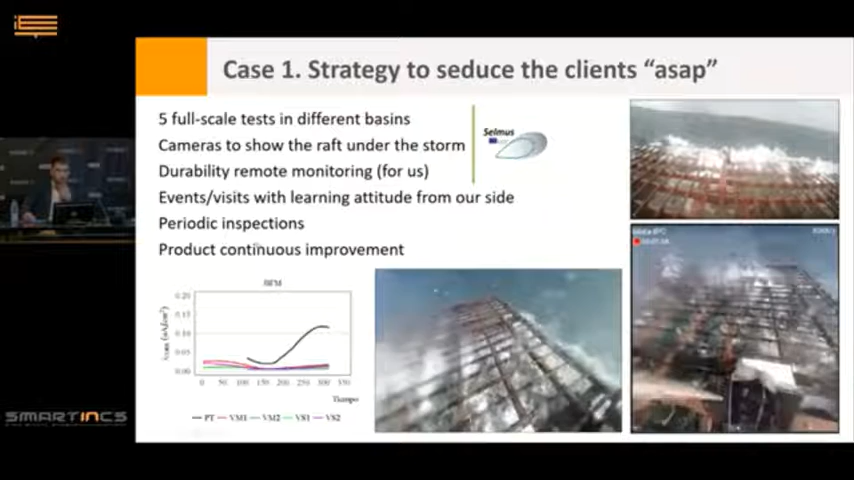 Case 1. Strategy to seduce the clients “asap”
5 full-scale tests in different basins
Cameras to show the raft under the storm
Durability remote monitoring (for us)
Events/visits with learning attitude from our side
Periodic inspections
Product continuous improvement
Selmus
0.20
0.15
0.10
0.05
0.00
0 50 100 150 200 250 300 350
Tiempo
PT VM1 VM2 VS1 VS2
SMARTINCS